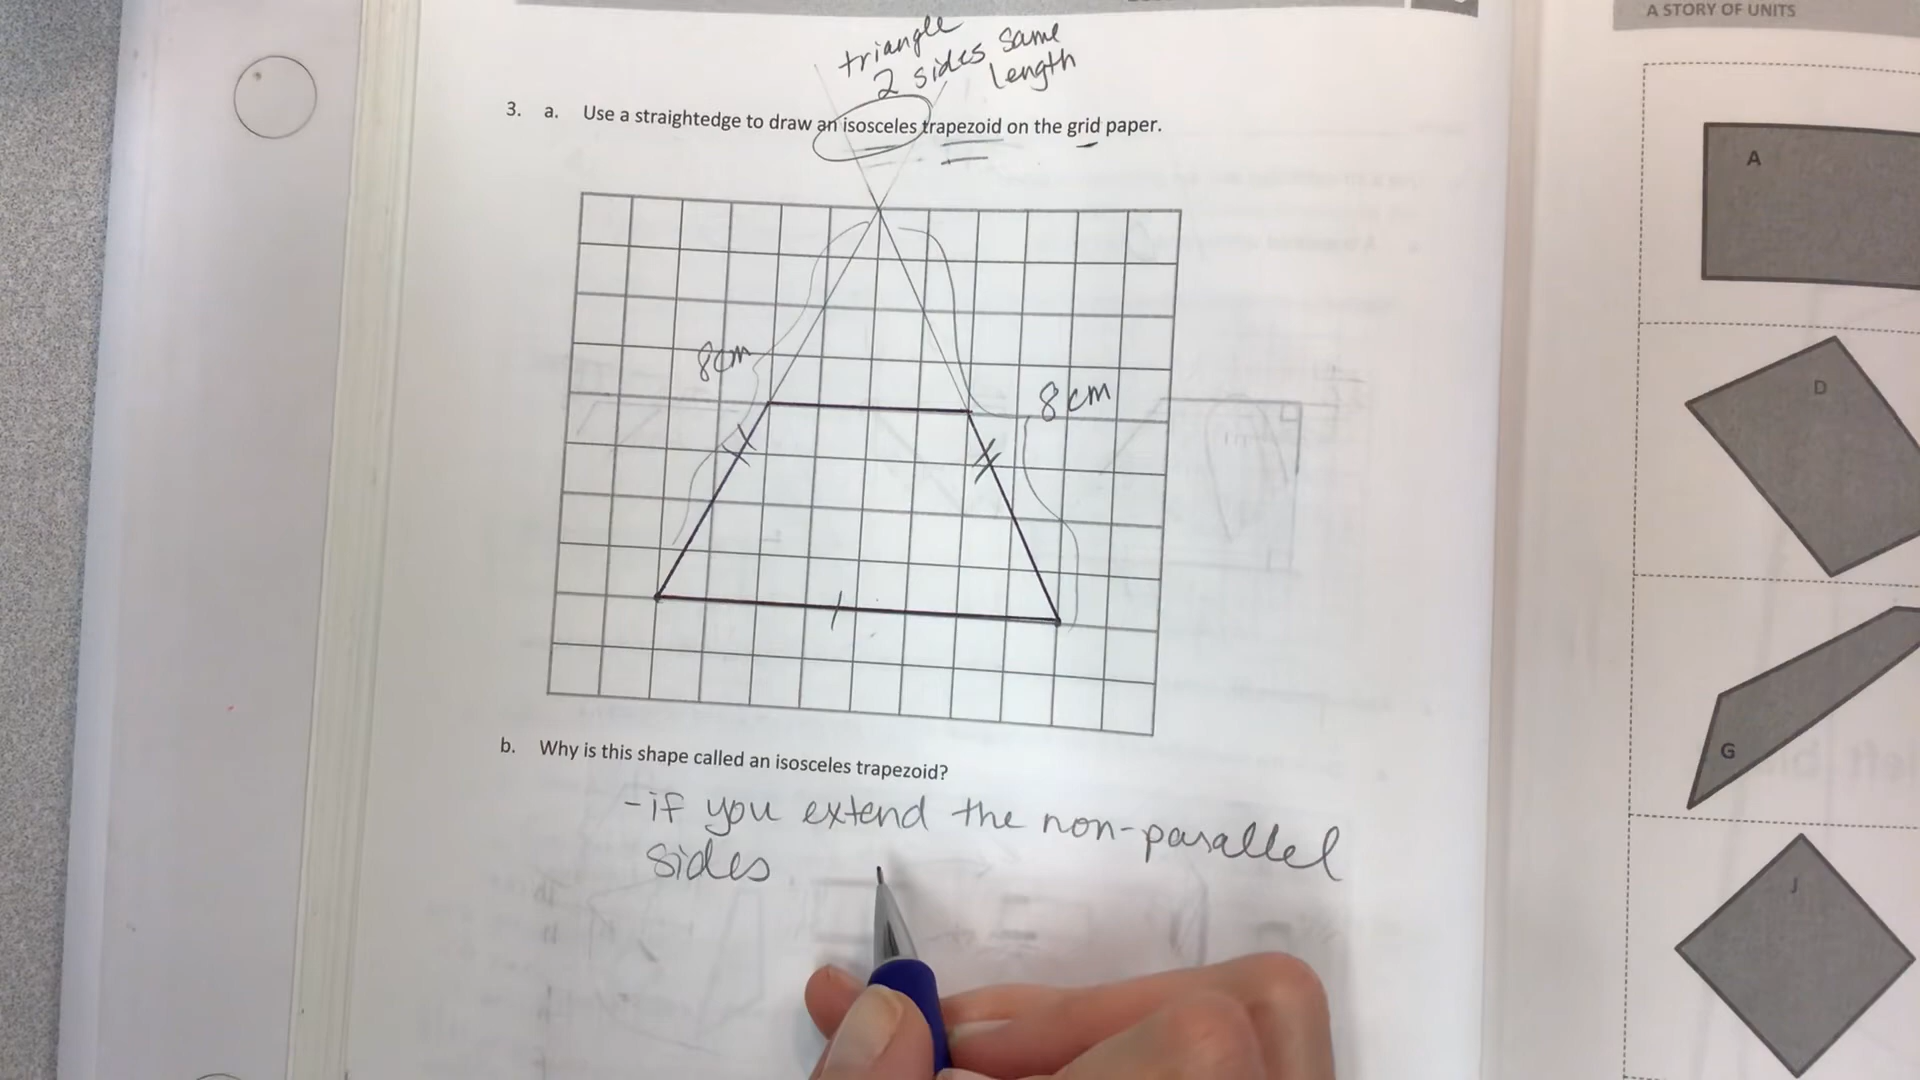 A STORY OF UNITS
triangle
2 sides same
length
3. a. Use a straightedge to draw an isosceles trapezoid on the grid paper.
8cm
8cm
b. Why is this shape called an isosceles trapezoid?
-if you extend the non-parallel
sides
A
D
G
J